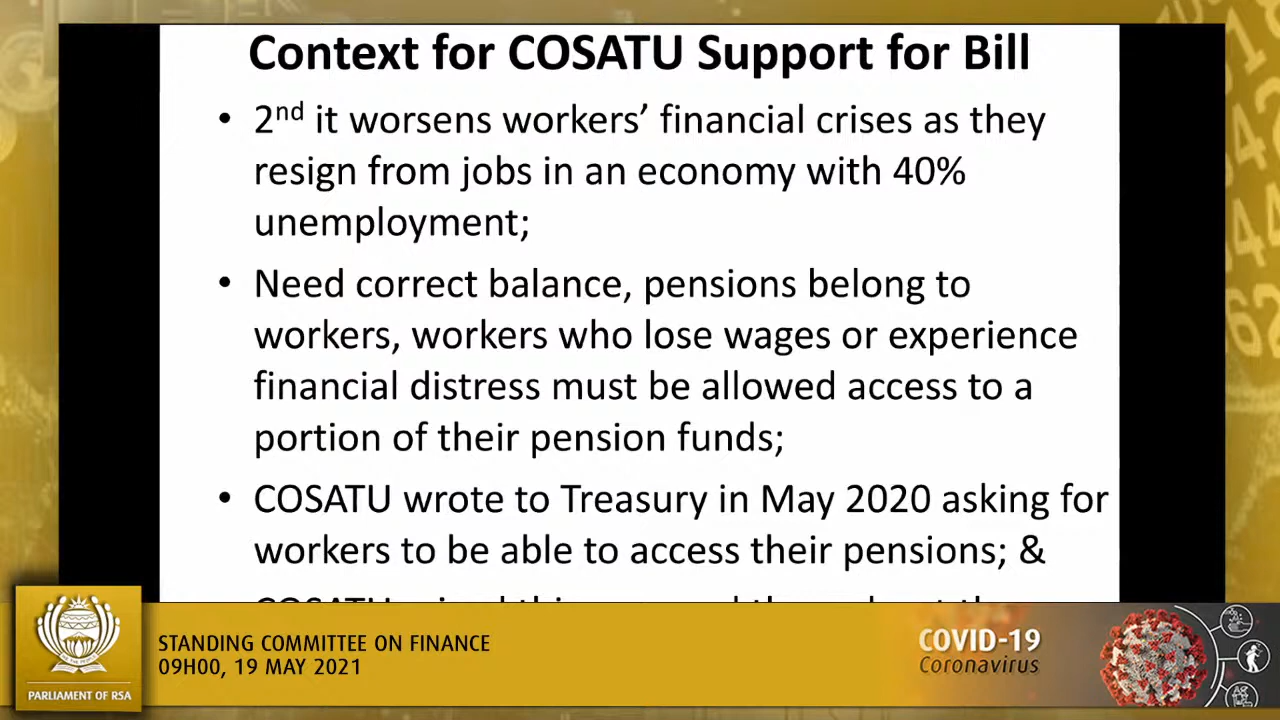 Context for COSATU Support for Bill
• 2nd it worsens workers’ financial crises as they
resign from jobs in an economy with 40%
unemployment;
• Need correct balance, pensions belong to
workers, workers who lose wages or experience
financial distress must be allowed access to a
portion of their pension funds;
• COSATU wrote to Treasury in May 2020 asking for
workers to be able to access their pensions; &
STANDING COMMITTEE ON FINANCE
09H00, 19 MAY 2021
PARLIAMENT OF RSA
COVID-19
Coronavirus